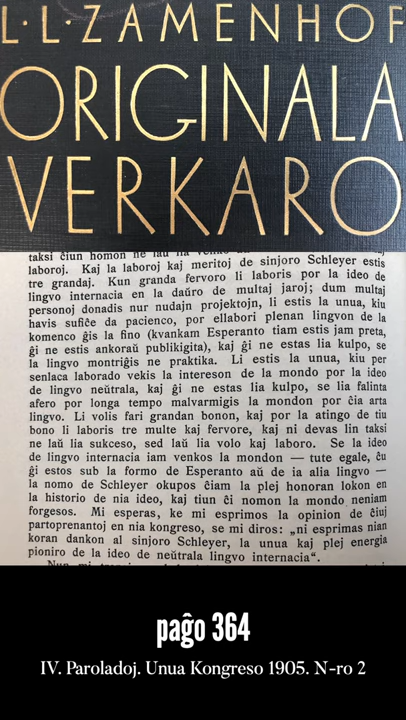 L·L·ZAMENHOF
ORIGINALA
VERKARO
taksi ĉiun homon ne laŭ lia
laboroj. Kaj la laboroj kaj meritoj de sinjoro Schleyer estis
tre grandaj. Kun granda fervoro li laboris por la ideo de
lingvo internacia en la daŭro de multaj jaroj; dum multaj
personoj donadis nur nudajn projektojn, li estis la unua, kiu
havis sufiĉe da pacienco, por ellabori plenan lingvon de la
komenco ĝis la fino (kvankam Esperanto tiam estis jam preta,
ĝi ne estis ankoraŭ publikigita), kaj ĝi ne estas lia kulpo, se
la lingvo montriĝis ne praktika. Li estis la unua, kiu per
senlaca laborado vekis la intereson de la mondo por la ideo
de lingvo neŭtrala, kaj ĝi ne estas lia kulpo, se lia falinta
afero por longa tempo malvarmigis la mondon por ĉia arta
lingvo. Li volis fari grandan bonon, kaj por la atingo de tiu
bono li laboris tre multe kaj fervore, kaj ni devas lin taksi
ne laŭ lia sukceso, sed laŭ lia volo kaj laboro. Se la ideo
de lingvo internacia iam venkos la mondon — tute egale, ĉu
ĝi estos sub la formo de Esperanto aŭ de ia alia lingvo —
la nomo de Schleyer okupos ĉiam la plej honoran lokon en
la historio de nia ideo, kaj tiun ĉi nomon la mondo neniam
forgesos. Mi esperas, ke mi esprimos la opinion de ĉiuj
partoprenantoj en nia kongreso, se mi diros: „ni esprimas nian
koran dankon al sinjoro Schleyer, la unua kaj plej energia
pioniro de la ideo de neŭtrala lingvo internacia“.
paĝo 364
IV. Paroladoj. Unua Kongreso 1905. N-ro 2